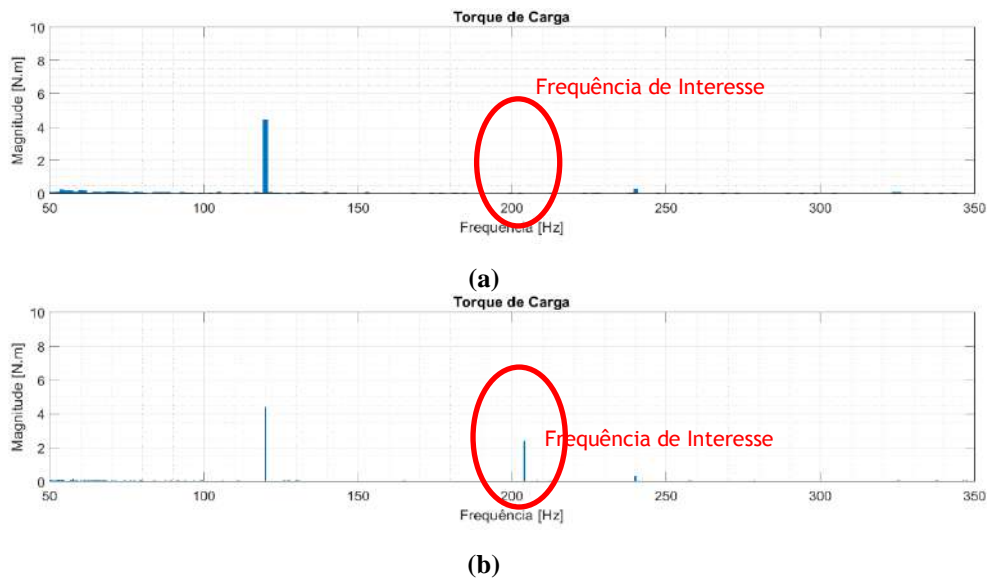 Torque de Carga
10
8
6
4
2
0
Magnitude [N.m]
Frequência de Interesse
50 100 150 200 250 300 350
Frequência [Hz]
(a)
Torque de Carga
10
8
6
4
2
0
Magnitude [N.m]
Frequência de Interesse
50 100 150 200 250 300 350
Frequência [Hz]
(b)